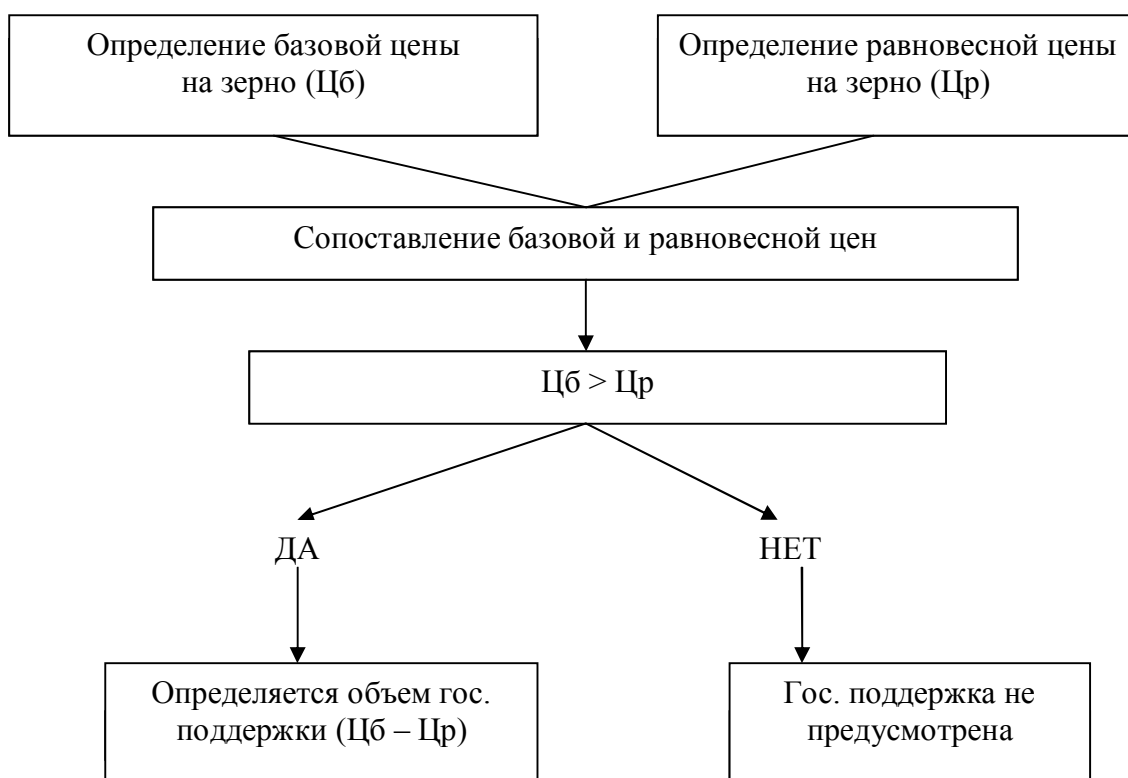 Определение базовой цены
на зерно (Цб)
Определение равновесной цены
на зерно (Цр)
Сопоставление базовой и равновесной цен
Цб > Цр
ДА
НЕТ
Определяется объем гос.
поддержки (Цб – Цр)
Гос. поддержка не
предусмотрена